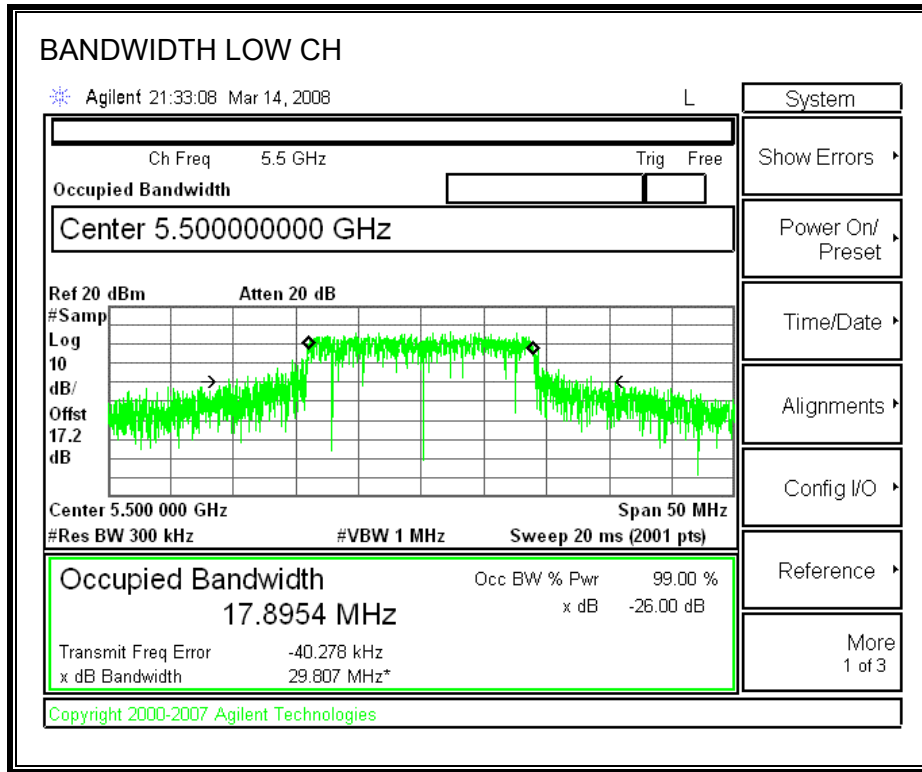 BANDWIDTH LOW CH
Agilent 21:33:08 Mar 14, 2008 L
System
Ch Freq 5.5 GHz Trig Free
Show Errors
Occupied Bandwidth
Center 5.500000000 GHz
Power On/
Preset
Ref 20 dBm Atten 20 dB
#Samp
Log
10
dB/
Offst
17.2
dB
Time/Date
Alignments
Config I/O
Center 5.500 000 GHz Span 50 MHz
#Res BW 300 kHz #VBW 1 MHz Sweep 20 ms (2001 pts)
Occupied Bandwidth Occ BW % Pwr 99.00 %
17.8954 MHz x dB -26.00 dB
Reference
Transmit Freq Error -40.278 kHz
x dB Bandwidth 29.807 MHz*
More
1 of 3
Copyright 2000-2007 Agilent Technologies